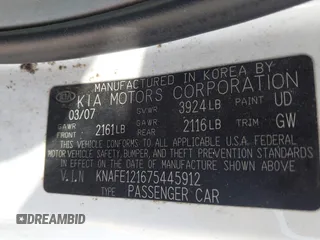 MANUFACTURED IN KOREA BY
KIA MOTORS CORPORATION
03/07 GVWR 3924LB PAINT UD
GAWR FRONT 2161LB GAWR REAR 2116LB TRIM GW
THIS VEHICLE CONFORMS TO ALL APPLICABLE U.S.A. FEDERAL
MOTOR VEHICLE SAFETY, BUMPER, AND THEFT PREVENTION STANDARDS
IN EFFECT ON THE DATE OF MANUFACTURE SHOWN ABOVE.
V.I.N KNAFE121675445912
TYPE PASSENGER CAR
DREAMBID
dreambid.com